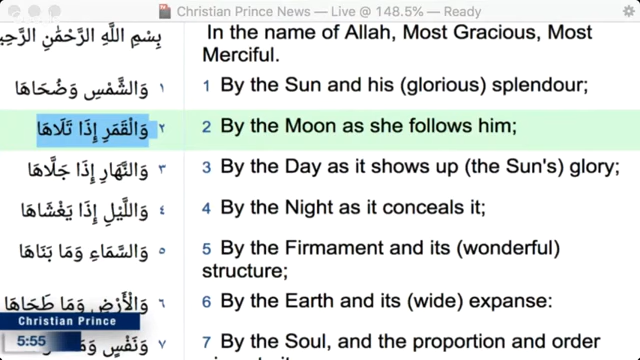 Christian Prince News — Live @ 148.5% — Ready
بِسْمِ اللَّهِ الرَّحْمَٰنِ
In the name of Allah, Most Gracious, Most
Merciful.
١ وَالشَّمْسِ وَضُحَاهَا
1 By the Sun and his (glorious) splendour;
٢ وَالْقَمَرِ إِذَا تَلَاهَا
2 By the Moon as she follows him;
٣ وَالنَّهَارِ إِذَا جَلَّاهَا
3 By the Day as it shows up (the Sun's) glory;
٤ وَاللَّيْلِ إِذَا يَغْشَاهَا
4 By the Night as it conceals it;
٥ وَالسَّمَاءِ وَمَا بَنَاهَا
5 By the Firmament and its (wonderful)
structure;
٦ وَالْأَرْضِ وَمَا طَحَاهَا
6 By the Earth and its (wide) expanse:
٧ وَنَفْسٍ
7 By the Soul, and the proportion and order
Christian Prince
5:55